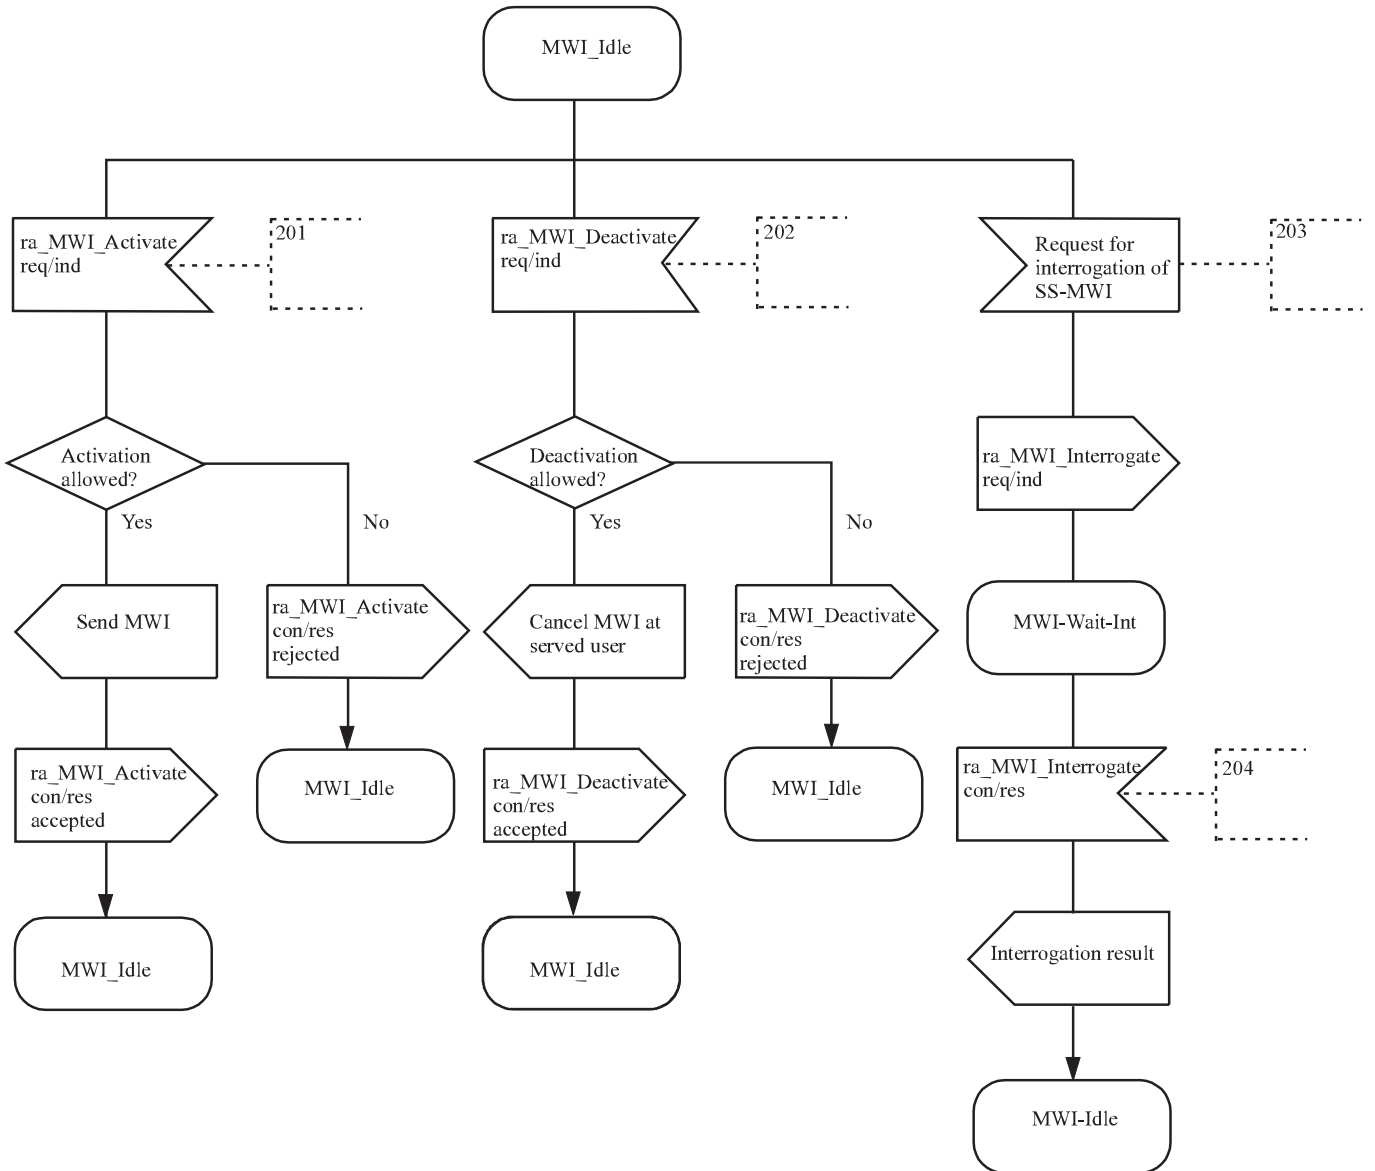 MWI_Idle
ra_MWI_Activate
req/ind
201
ra_MWI_Deactivate
req/ind
202
Request for
interrogation of
SS-MWI
203
Activation
allowed?
Yes
No
Deactivation
allowed?
Yes
No
ra_MWI_Interrogate
req/ind
Send MWI
ra_MWI_Activate
con/res
rejected
Cancel MWI at
served user
ra_MWI_Deactivate
con/res
rejected
MWI-Wait-Int
ra_MWI_Activate
con/res
accepted
MWI_Idle
ra_MWI_Deactivate
con/res
accepted
MWI_Idle
ra_MWI_Interrogate
con/res
204
MWI_Idle
MWI_Idle
Interrogation result
MWI-Idle